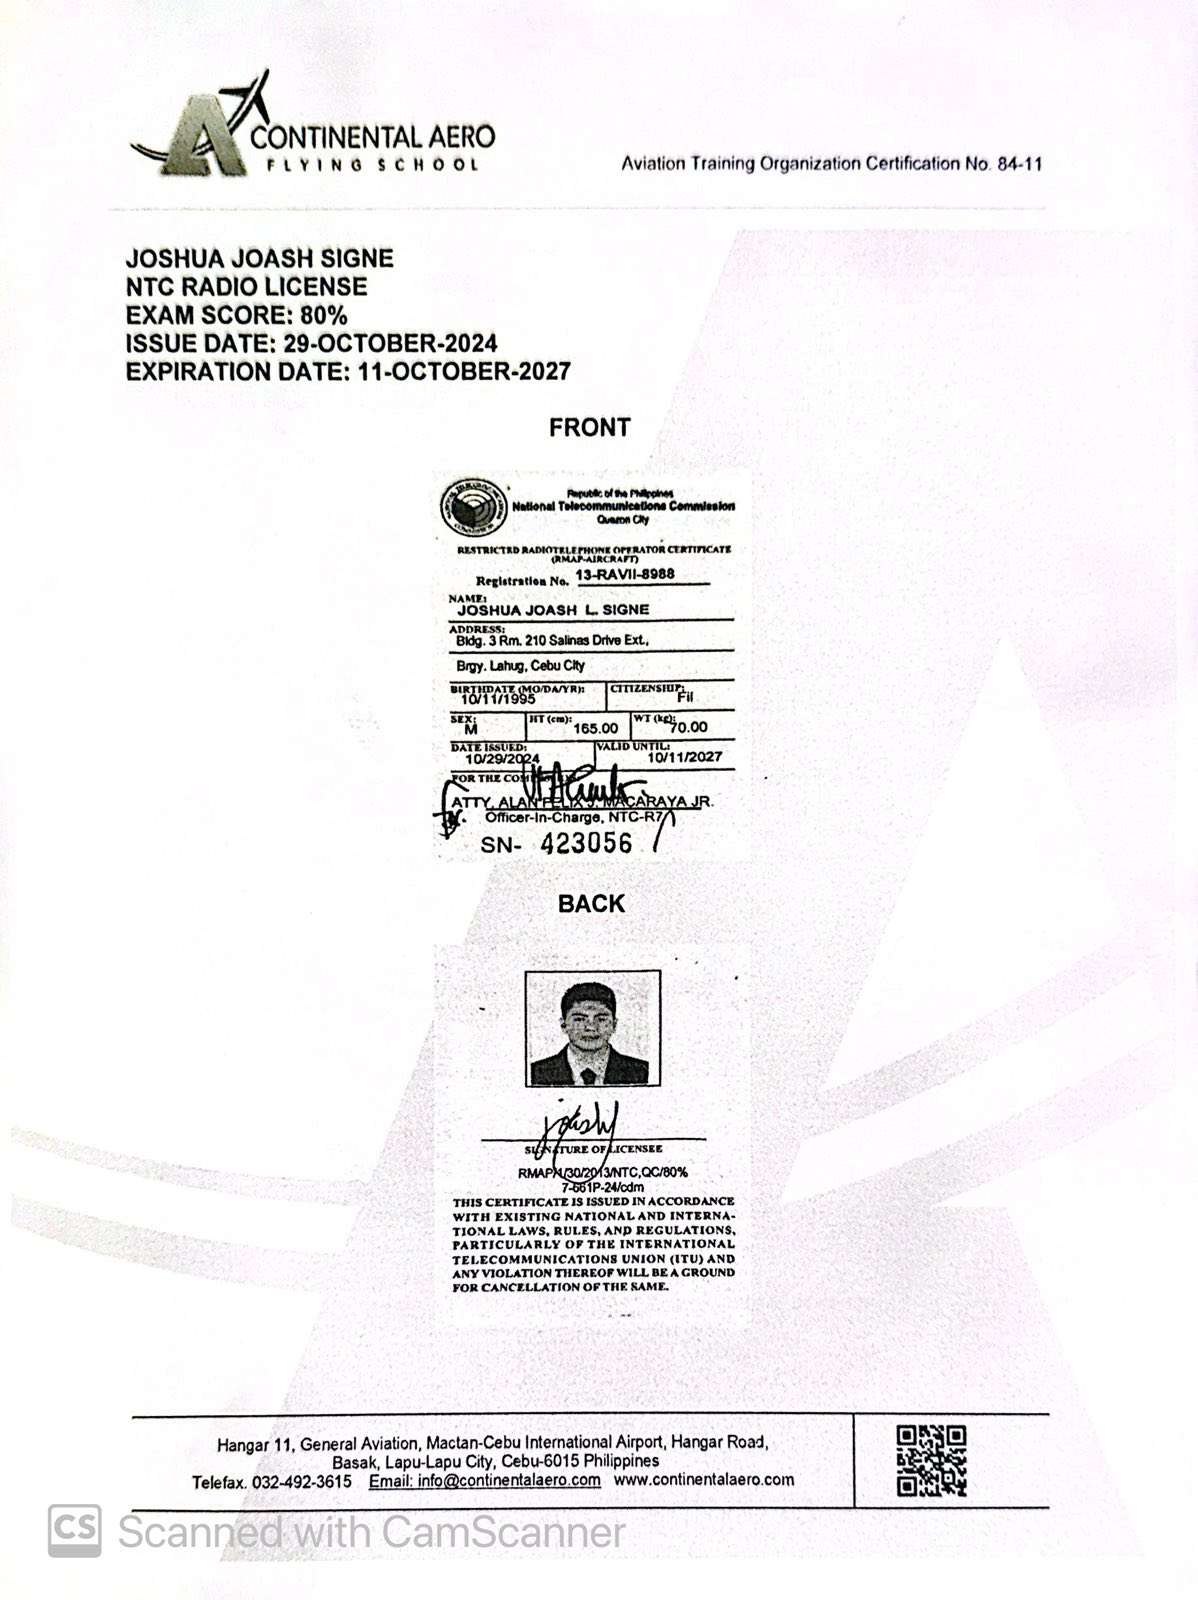 CONTINENTAL AERO
FLYING SCHOOL
Aviation Training Organization Certification No. 84-11
JOSHUA JOASH SIGNE
NTC RADIO LICENSE
EXAM SCORE: 80%
ISSUE DATE: 29-OCTOBER-2024
EXPIRATION DATE: 11-OCTOBER-2027
FRONT
Republic of the Philippines
National Telecommunications Commission
Quezon City
RESTRICTED RADIOTELEPHONE OPERATOR CERTIFICATE
(RMAP-AIRCRAFT)
Registration No. 13-RAVII-8988
NAME:
JOSHUA JOASH L. SIGNE
ADDRESS:
Bldg. 3 Rm. 210 Salinas Drive Ext.,
Brgy. Lahug, Cebu City
BIRTHDATE (MO/DA/YR): CITIZENSHIP:
10/11/1995 Fil
SEX: HT (cm): WT (kg):
M 165.00 70.00
DATE ISSUED: VALID UNTIL:
10/29/2024 10/11/2027
FOR THE
for.
ATTY. ALAN FELIX J. MACARAYA JR.
Officer-In-Charge, NTC-R7
SN- 423056
BACK
SIGNATURE OF LICENSEE
/30/2013/NTC,QC/80%
7-661P-24/cdm
THIS CERTIFICATE IS ISSUED IN ACCORDANCE
WITH EXISTING NATIONAL AND INTERNA-
TIONAL LAWS, RULES, AND REGULATIONS,
PARTICULARLY OF THE INTERNATIONAL
TELECOMMUNICATIONS UNION (ITU) AND
ANY VIOLATION THEREOF WILL BE A GROUND
FOR CANCELLATION OF THE SAME.
Hangar 11, General Aviation, Mactan-Cebu International Airport, Hangar Road,
Basak, Lapu-Lapu City, Cebu-6015 Philippines
Telefax. 032-492-3615 Email: info@continentalaero.com www.continentalaero.com
CS Scanned with CamScanner